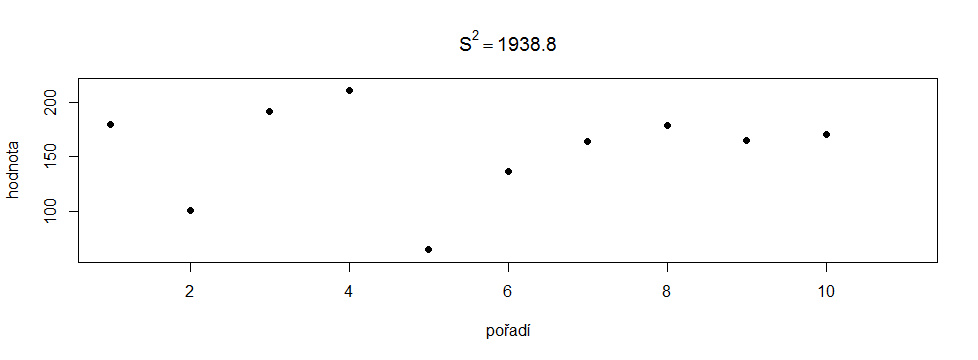 S² = 1938.8
hodnota
200
150
100
2 4 6 8 10
pořadí